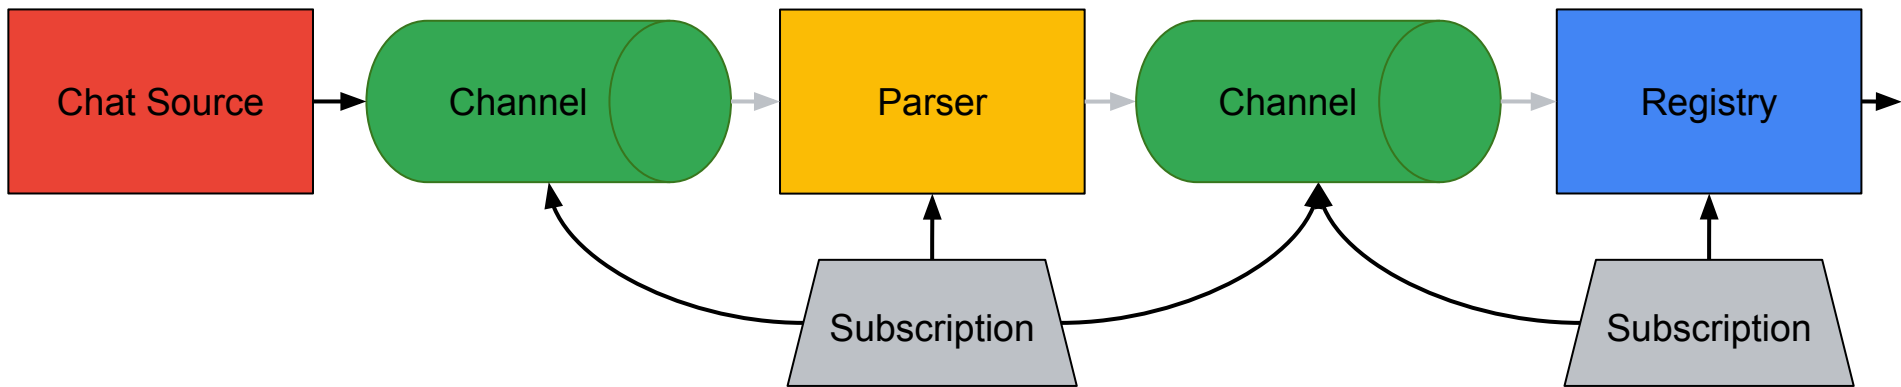 Chat Source
Channel
Parser
Channel
Registry
Subscription
Subscription